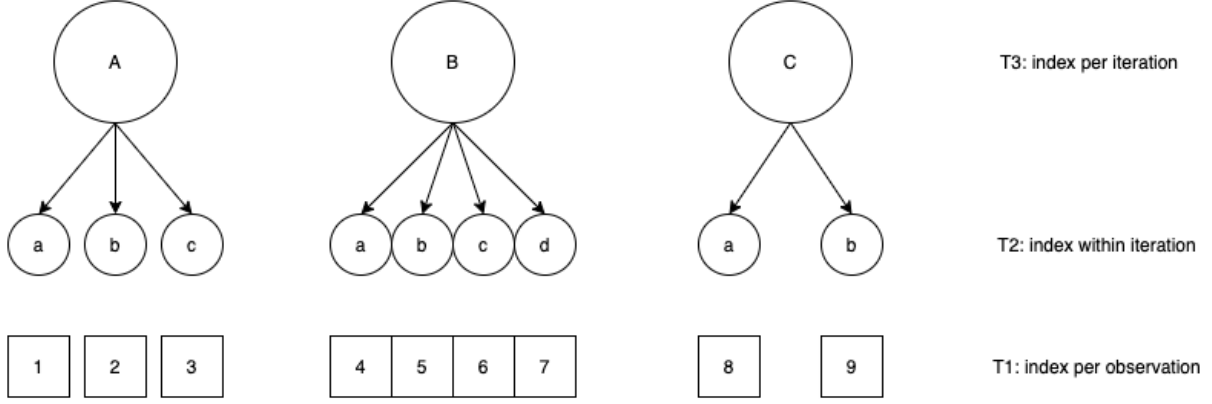 A B C T3: index per iteration
a b c a b c d a b T2: index within iteration
1 2 3 4 5 6 7 8 9 T1: index per observation